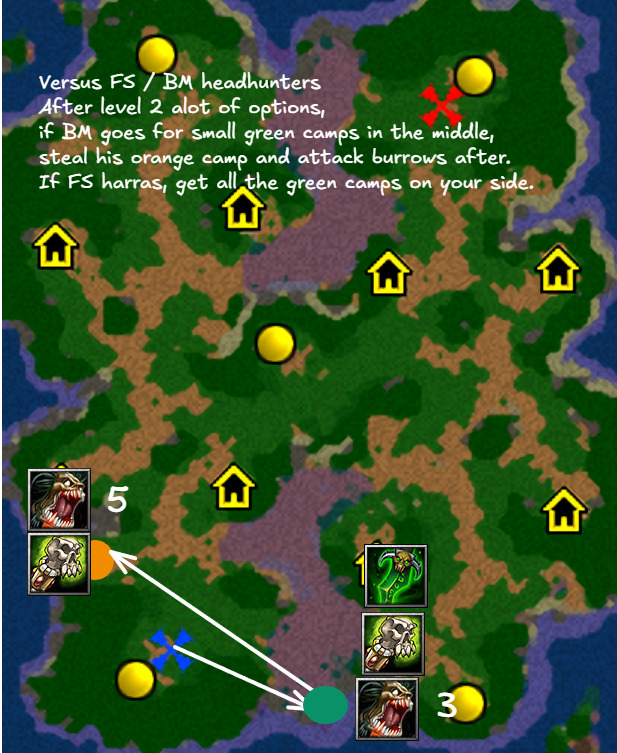 Versus FS / BM headhunters
After level 2 alot of options,
if BM goes for small green camps in the middle,
steal his orange camp and attack burrows after.
If FS harras, get all the green camps on your side.
5
3